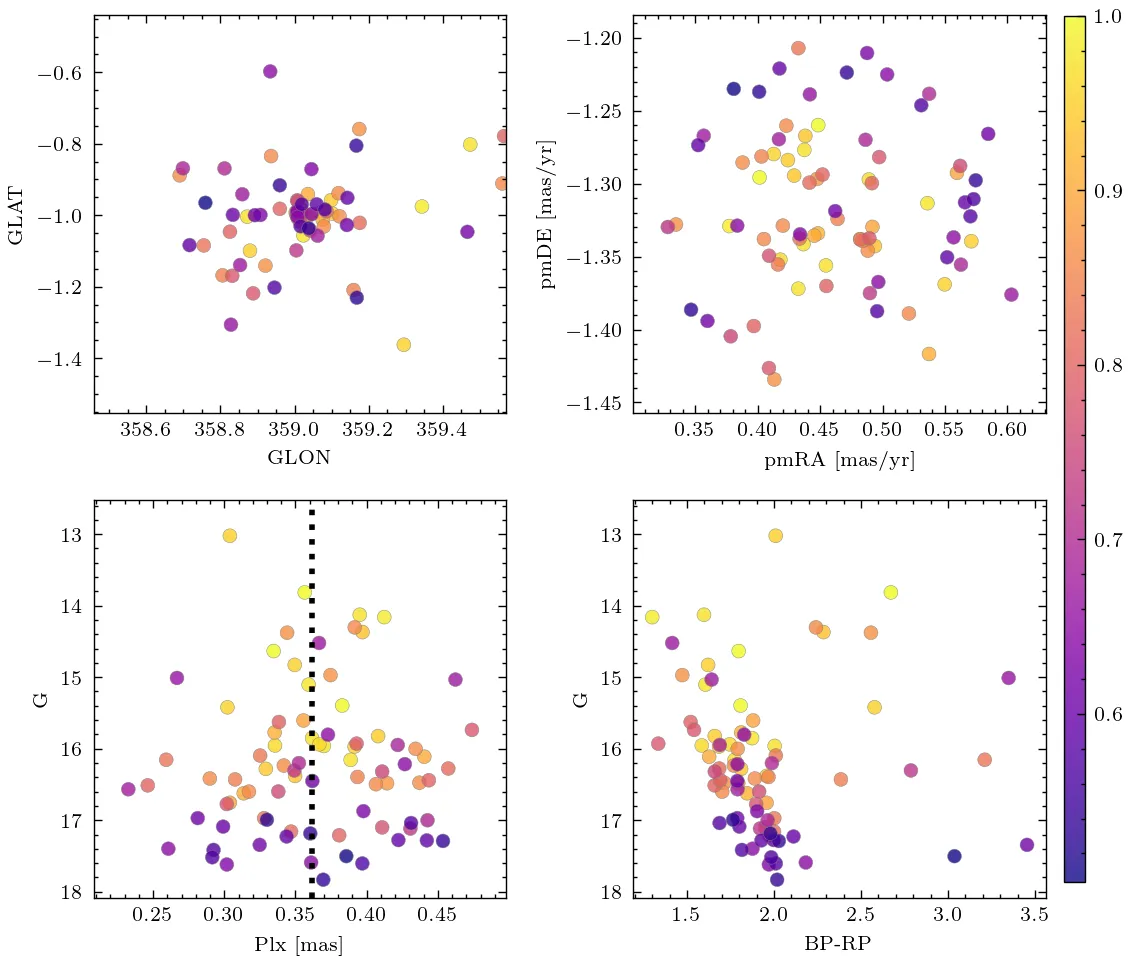 −0.6
−0.8
−1.0
−1.2
−1.4
GLAT
358.6 358.8 359.0 359.2 359.4
GLON
−1.20
−1.25
−1.30
−1.35
−1.40
−1.45
pmDE [mas/yr]
0.35 0.40 0.45 0.50 0.55 0.60
pmRA [mas/yr]
13
14
15
16
17
18
G
0.25 0.30 0.35 0.40 0.45
Plx [mas]
13
14
15
16
17
18
G
1.5 2.0 2.5 3.0 3.5
BP-RP
1.0
0.9
0.8
0.7
0.6